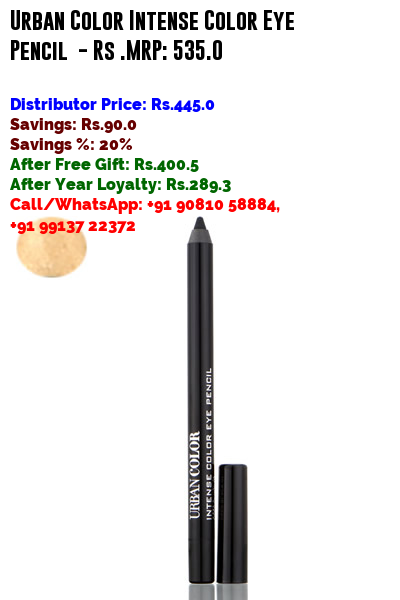 Urban Color Intense Color Eye
Pencil - Rs .MRP: 535.0
Distributor Price: Rs.445.0
Savings: Rs.90.0
Savings %: 20%
After Free Gift: Rs.400.5
After Year Loyalty: Rs.289.3
Call/WhatsApp: +91 90810 58884,
+91 99137 22372
URBAN COLOR
INTENSE COLOR EYE PENCIL